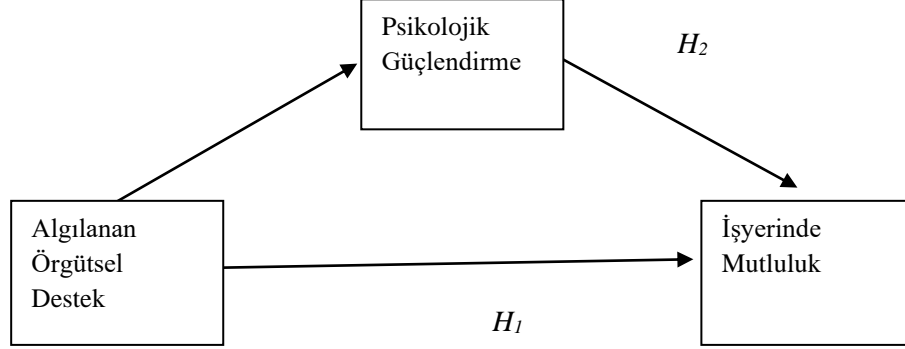 Psikolojik
Güçlendirme
H2
Algılanan
Örgütsel
Destek
İşyerinde
Mutluluk
H1